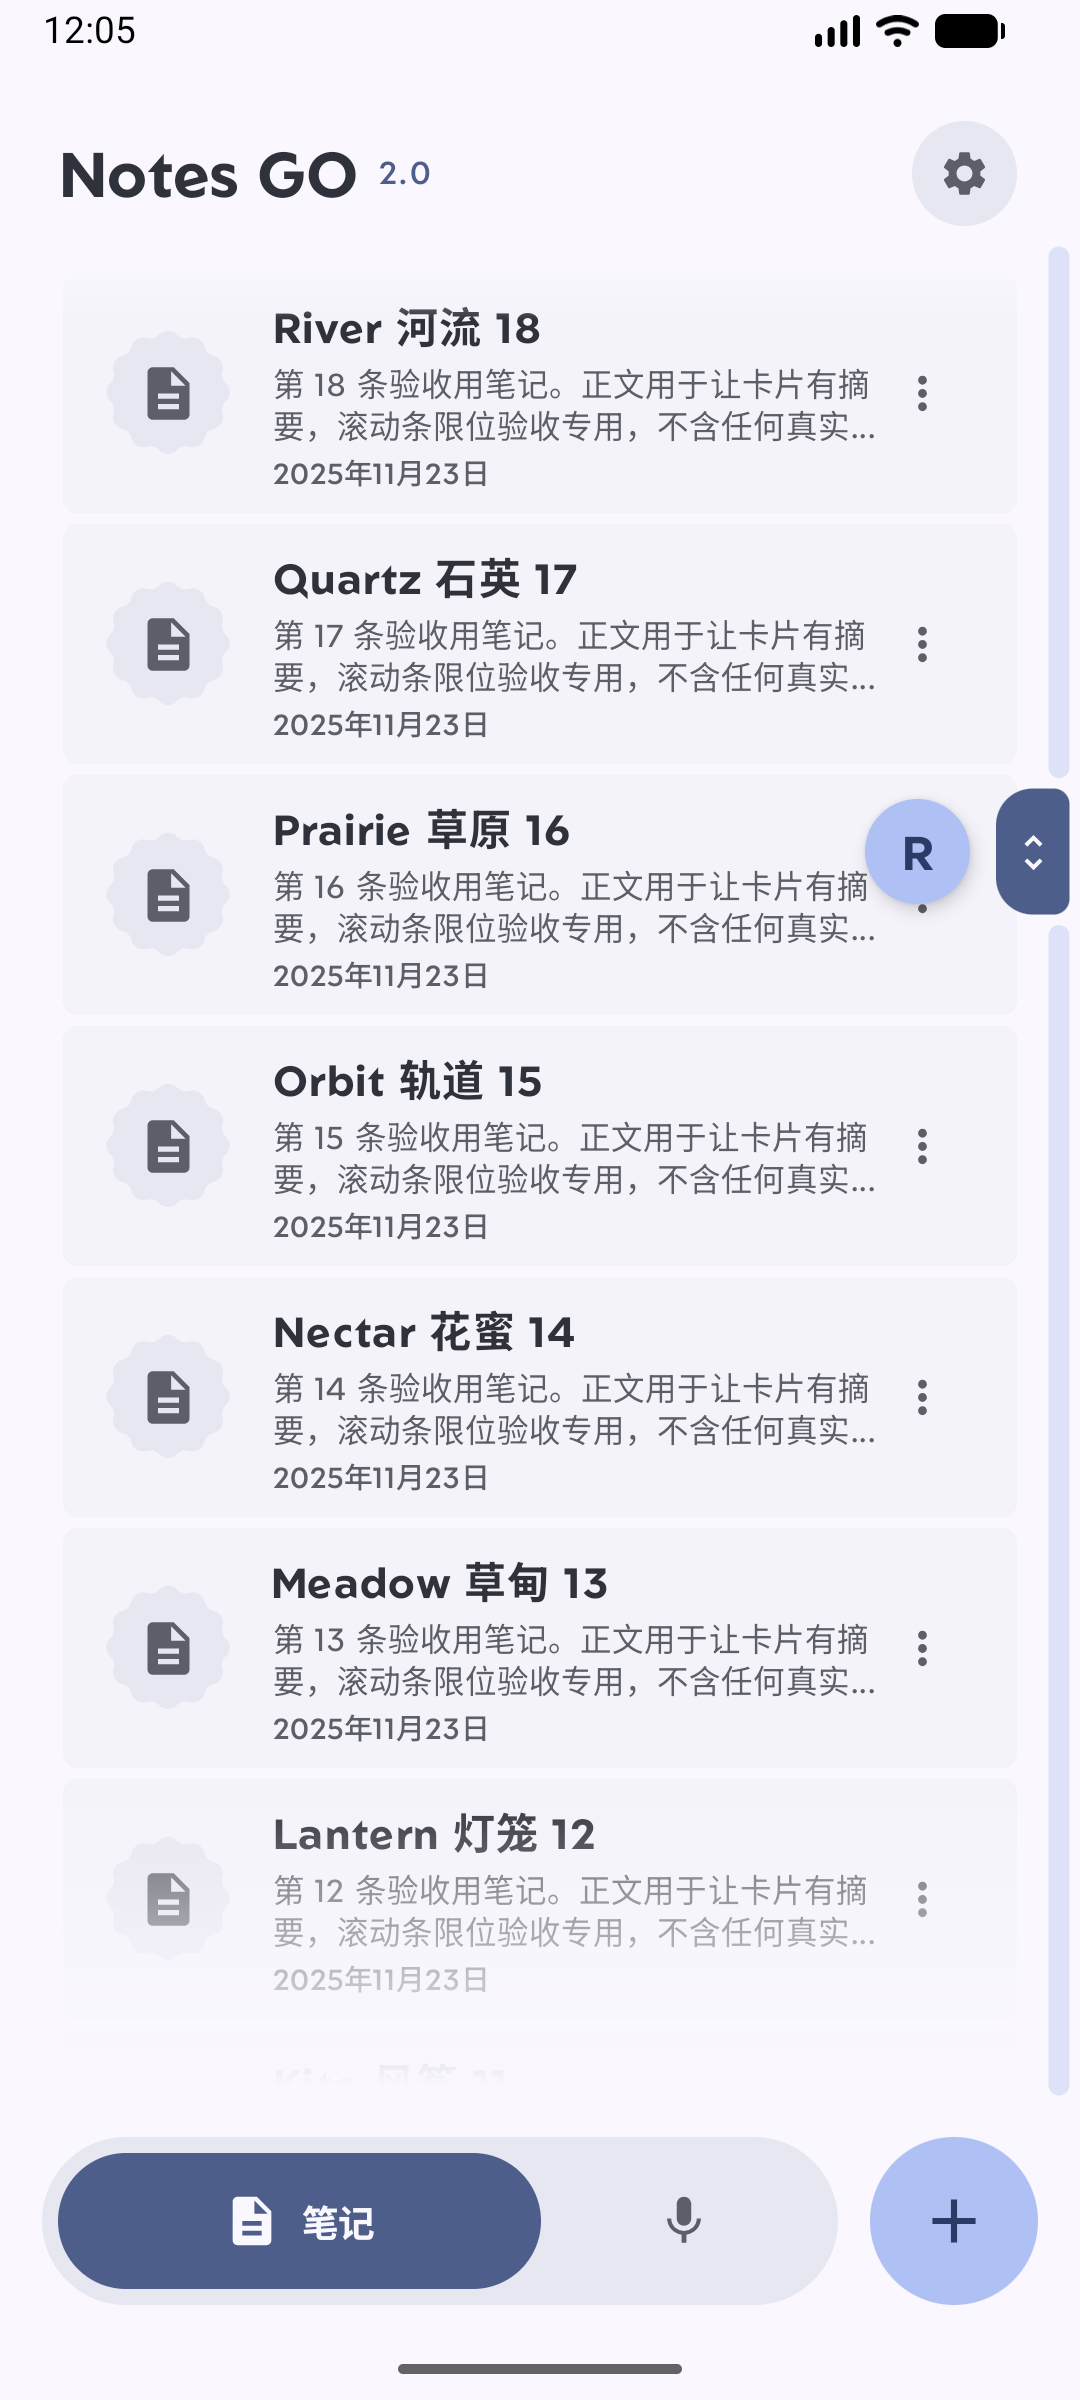 12:05
Notes GO 2.0
River 河流 18
第 18 条验收用笔记。正文用于让卡片有摘
要，滚动条限位验收专用，不含任何真实...
2025年11月23日
Quartz 石英 17
第 17 条验收用笔记。正文用于让卡片有摘
要，滚动条限位验收专用，不含任何真实...
2025年11月23日
Prairie 草原 16
R
第 16 条验收用笔记。正文用于让卡片有摘
要，滚动条限位验收专用，不含任何真实...
2025年11月23日
Orbit 轨道 15
第 15 条验收用笔记。正文用于让卡片有摘
要，滚动条限位验收专用，不含任何真实...
2025年11月23日
Nectar 花蜜 14
第 14 条验收用笔记。正文用于让卡片有摘
要，滚动条限位验收专用，不含任何真实...
2025年11月23日
Meadow 草甸 13
第 13 条验收用笔记。正文用于让卡片有摘
要，滚动条限位验收专用，不含任何真实...
2025年11月23日
Lantern 灯笼 12
第 12 条验收用笔记。正文用于让卡片有摘
要，滚动条限位验收专用，不含任何真实...
2025年11月23日
笔记